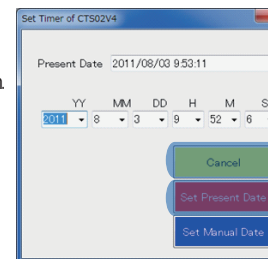 Set Timer of CTS02V4
Present Date 2011/08/03 9:53:11
YY MM DD H M S
2011 8 3 9 52 6
Cancel
Set Present Date
Set Manual Date